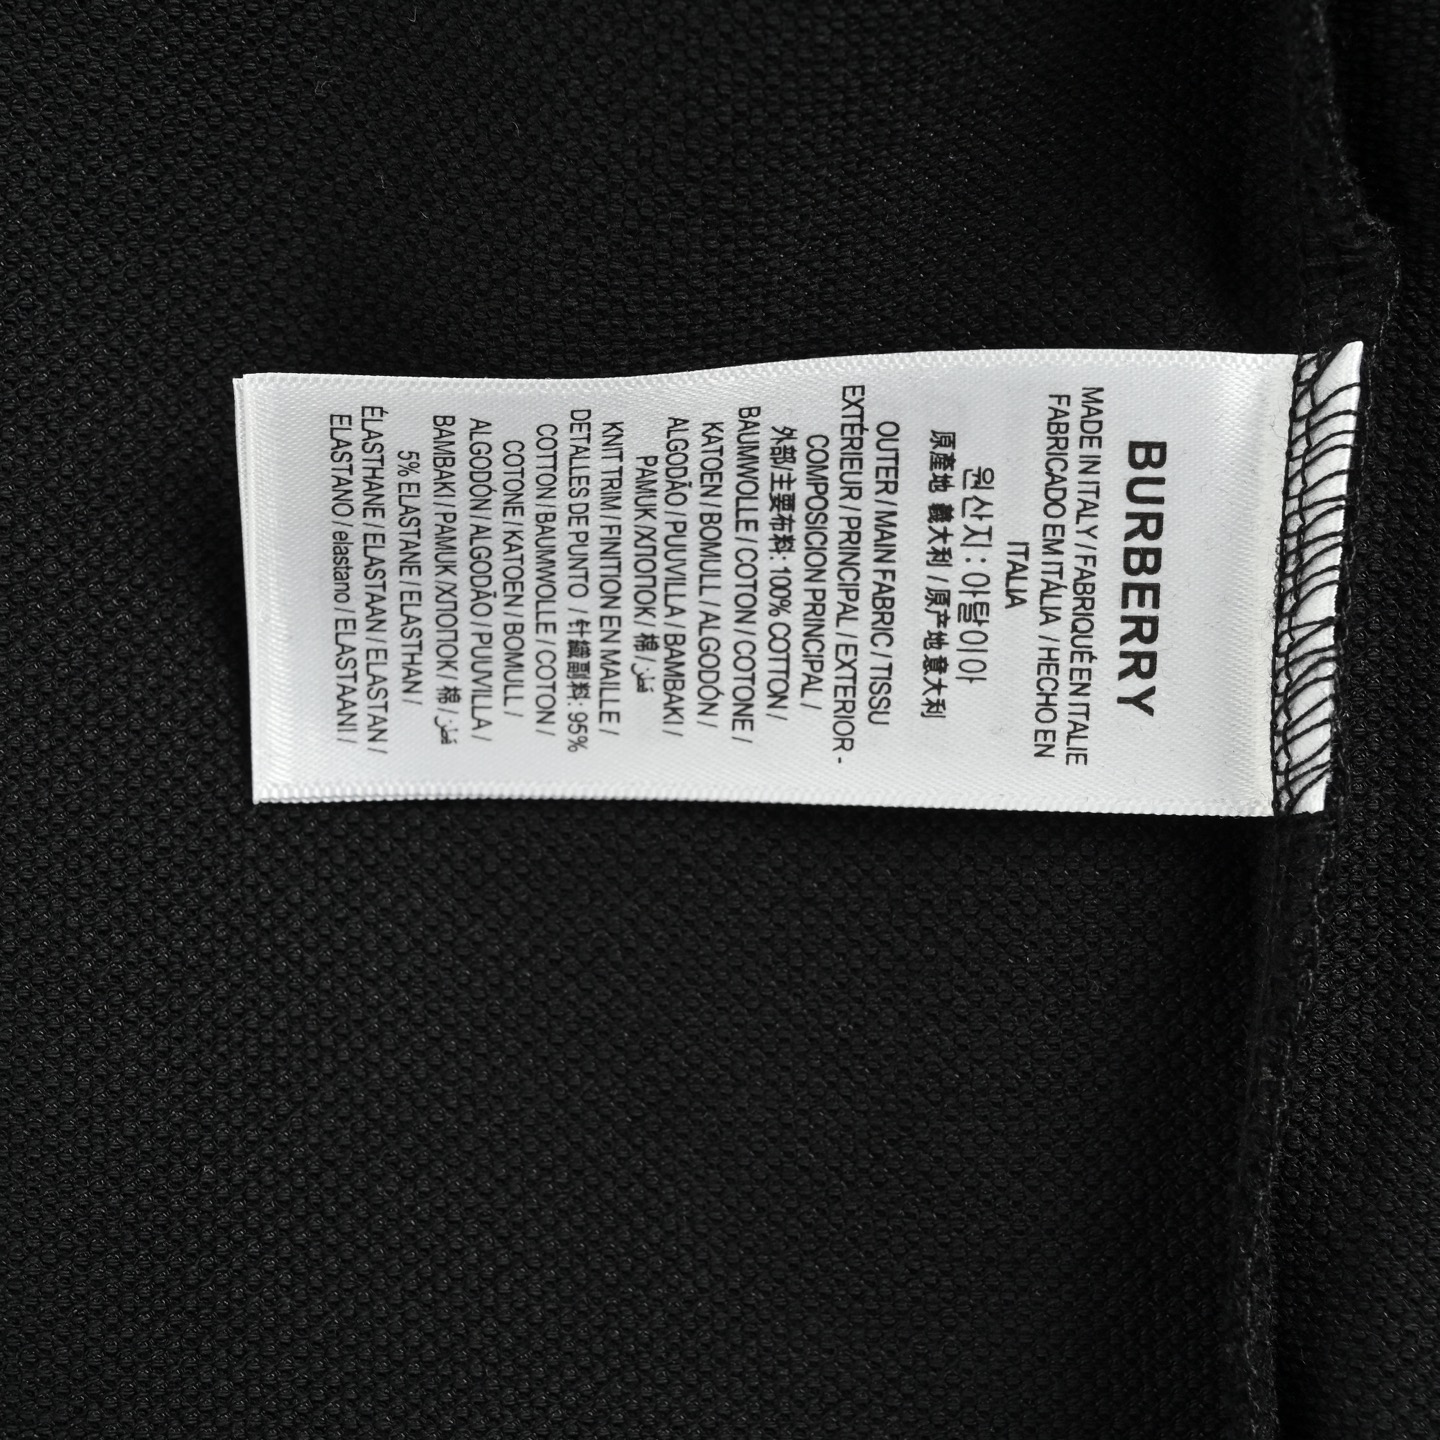 BURBERRY
MADE IN ITALY / FABRIQUÉ EN ITALIE
FABRICADO EM ITÁLIA / HECHO EN
ITALIA
원산지 : 아탈이아
原產地 義大利 / 原产地 意大利
OUTER / MAIN FABRIC / TISSU
EXTÉRIEUR / PRINCIPAL / EXTERIOR -
COMPOSICION PRINCIPAL /
外部/主要布料: 100% COTTON /
BAUMWOLLE / COTON / COTONE /
KATOEN / BOMULL / ALGODÓN /
ALGODÃO / PUUVILLA / BAMBAKI /
PAMUK /ХПОПОК / 棉 / قطن
KNIT TRIM / FINITION EN MAILLE /
DETALLES DE PUNTO / 針織副料: 95%
COTTON / BAUMWOLLE / COTON /
COTONE / KATOEN / BOMULL /
ALGODÓN / ALGODÃO / PUUVILLA /
BAMBAKI / PAMUK /ХПОПОК / 棉 / قطن
5% ELASTANE / ELASTHAN /
ÉLASTHANE / ELASTAAN / ELASTAN /
ELASTANO / elastano / ELASTAANI /